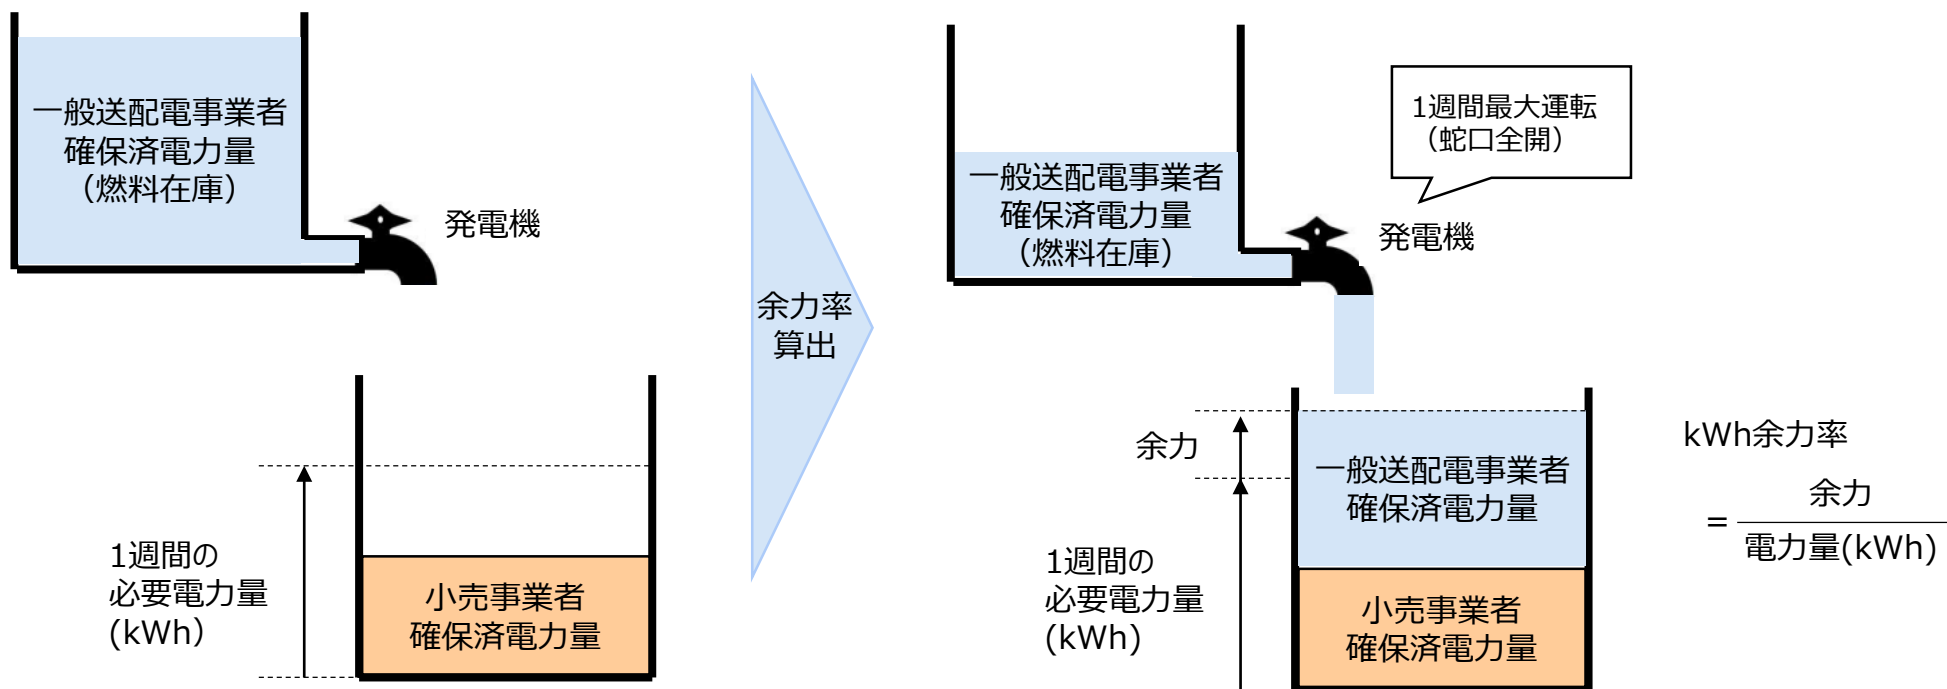 一般送配電事業者
確保済電力量
（燃料在庫）
発電機
1週間の
必要電力量
(kWh）
小売事業者
確保済電力量
余力率
算出
一般送配電事業者
確保済電力量
（燃料在庫）
1週間最大運転
（蛇口全開）
発電機
余力
1週間の
必要電力量
(kWh)
一般送配電事業者
確保済電力量
小売事業者
確保済電力量
kWh余力率
余力
=
電力量(kWh)